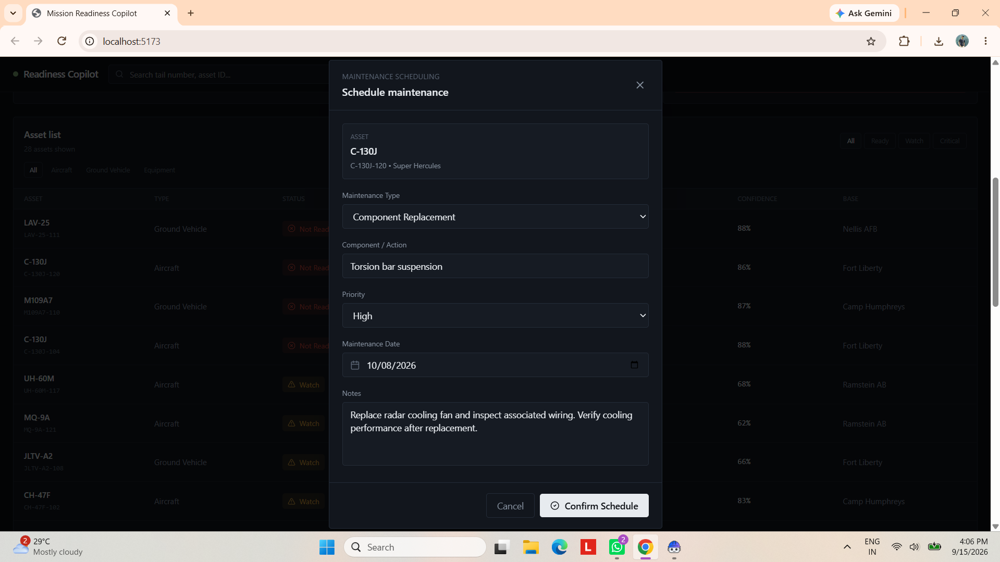 Mission Readiness Copilot
Ask Gemini
localhost:5173
Readiness Copilot
Search tail number, asset ID...
Asset list
28 assets shown
All Aircraft Ground Vehicle Equipment
All Ready Watch Critical
ASSET TYPE STATUS CONFIDENCE BASE
LAV-25
LAV-25-111
Ground Vehicle Not Read 88% Nellis AFB
C-130J
C-130J-120
Aircraft Not Read 86% Fort Liberty
M109A7
M109A7-110
Ground Vehicle Not Read 87% Camp Humphreys
C-130J
C-130J-104
Aircraft Not Read 88% Fort Liberty
UH-60M
UH-60M-117
Aircraft Watch 68% Ramstein AB
MQ-9A
MQ-9A-121
Aircraft Watch 62% Ramstein AB
JLTV-A2
JLTV-A2-108
Ground Vehicle Watch 66% Fort Liberty
CH-47F
CH-47F-102
Aircraft Watch 83% Camp Humphreys
MAINTENANCE SCHEDULING
Schedule maintenance
ASSET
C-130J
C-130J-120 • Super Hercules
Maintenance Type
Component Replacement
Component / Action
Torsion bar suspension
Priority
High
Maintenance Date
10/08/2026
Notes
Replace radar cooling fan and inspect associated wiring. Verify cooling
performance after replacement.
Cancel
Confirm Schedule
2
29°C
Mostly cloudy
Search
L
2
ENG
IN
4:06 PM
9/15/2026